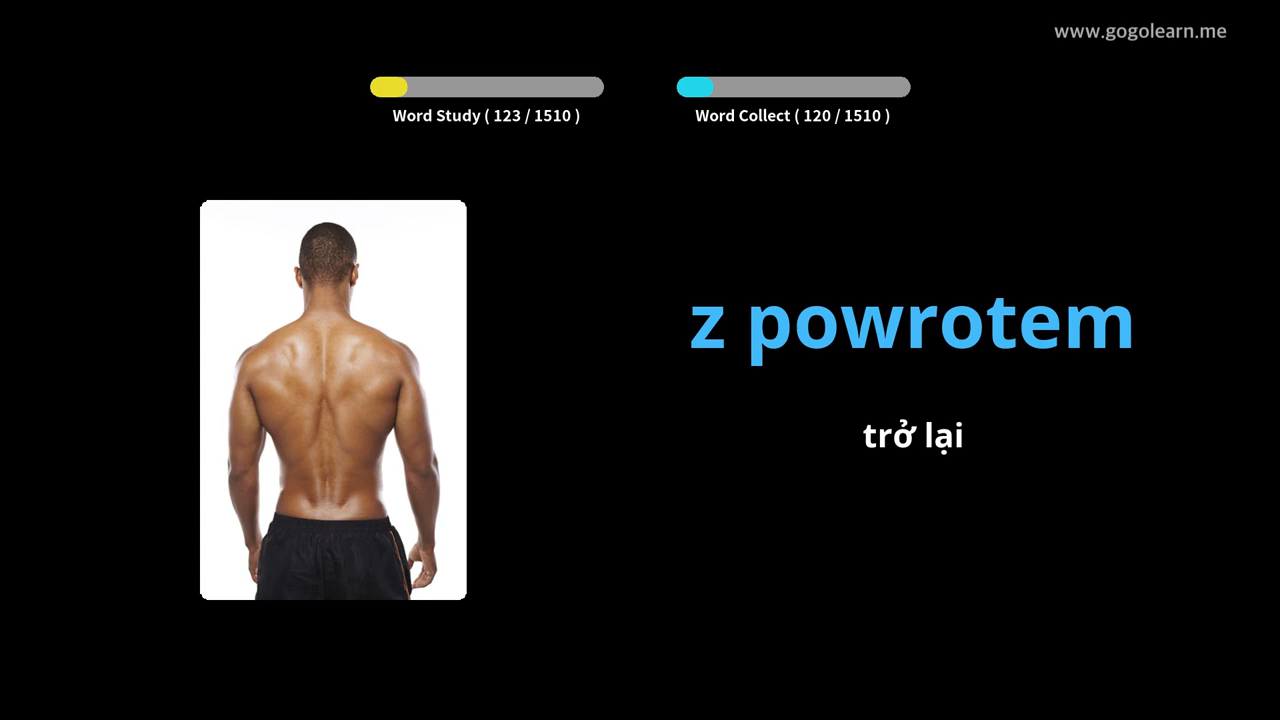 www.gogolearn.me
Word Study ( 123 / 1510 )
Word Collect ( 120 / 1510 )
z powrotem
trở lại